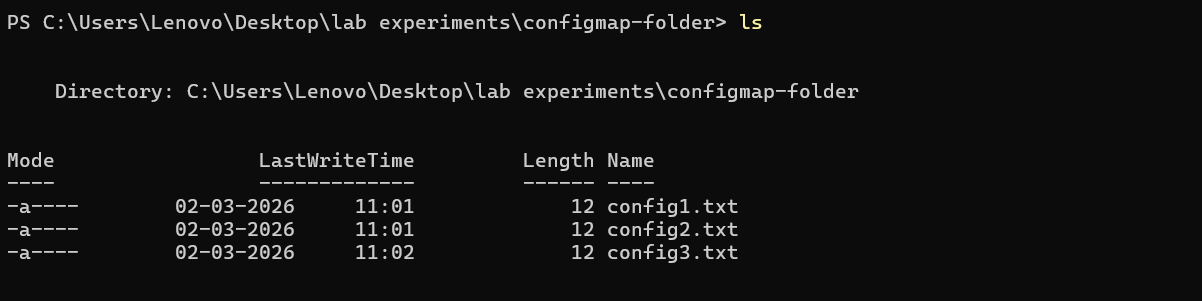 PS C:\Users\Lenovo\Desktop\lab experiments\configmap-folder> ls
Directory: C:\Users\Lenovo\Desktop\lab experiments\configmap-folder
Mode                 LastWriteTime         Length Name
----                 -------------         ------ ----
-a----        02-03-2026     11:01             12 config1.txt
-a----        02-03-2026     11:01             12 config2.txt
-a----        02-03-2026     11:02             12 config3.txt